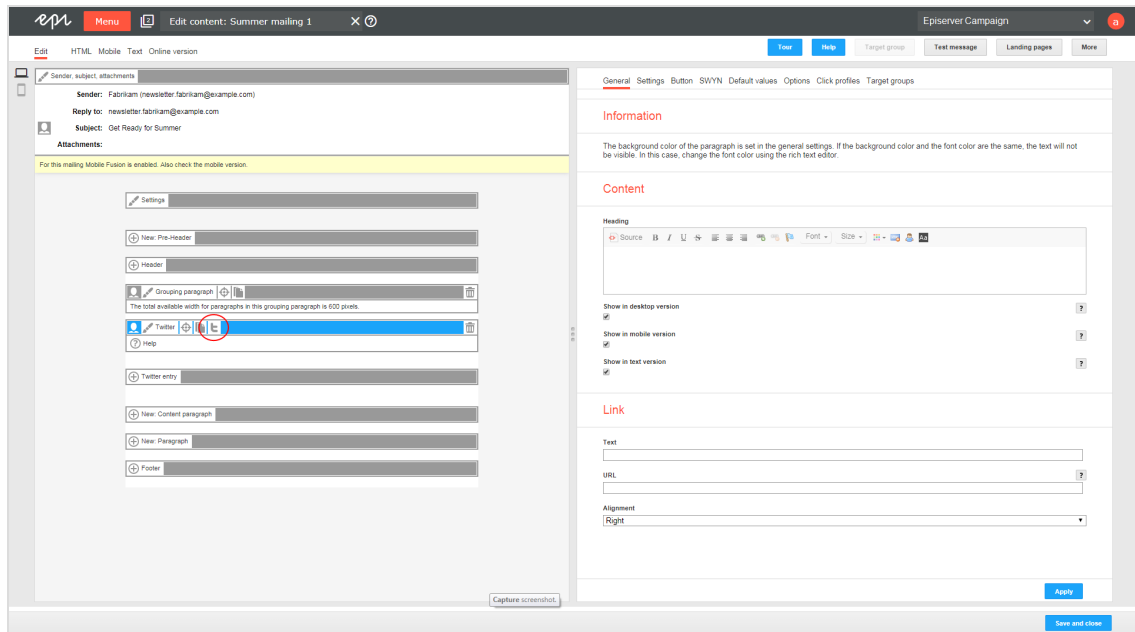 epi Menu 2 Edit content: Summer mailing 1 X ? Episerver Campaign a
Edit HTML Mobile Text Online version Tour Help Target group Test message Landing pages More
Sender, subject, attachments
Sender: Fabrikam (newsletter.fabrikam@example.com)
Reply to: newsletter.fabrikam@example.com
Subject: Get Ready for Summer
Attachments:
For this mailing Mobile Fusion is enabled. Also check the mobile version.
Settings
New: Pre-Header
Header
Grouping paragraph
The total available width for paragraphs in this grouping paragraph is 600 pixels.
Twitter
? Help
Twitter entry
New: Content paragraph
New: Paragraph
Footer
Capture screenshot.
General Settings Button SWYN Default values Options Click profiles Target groups
Information
The background color of the paragraph is set in the general settings. If the background color and the font color are the same, the text will not
be visible. In this case, change the font color using the rich text editor.
Content
Heading
Source B I U S Font Size Aa
Show in desktop version ?
Show in mobile version ?
Show in text version ?
Link
Text
URL ?
Alignment
Right
Apply
Save and close